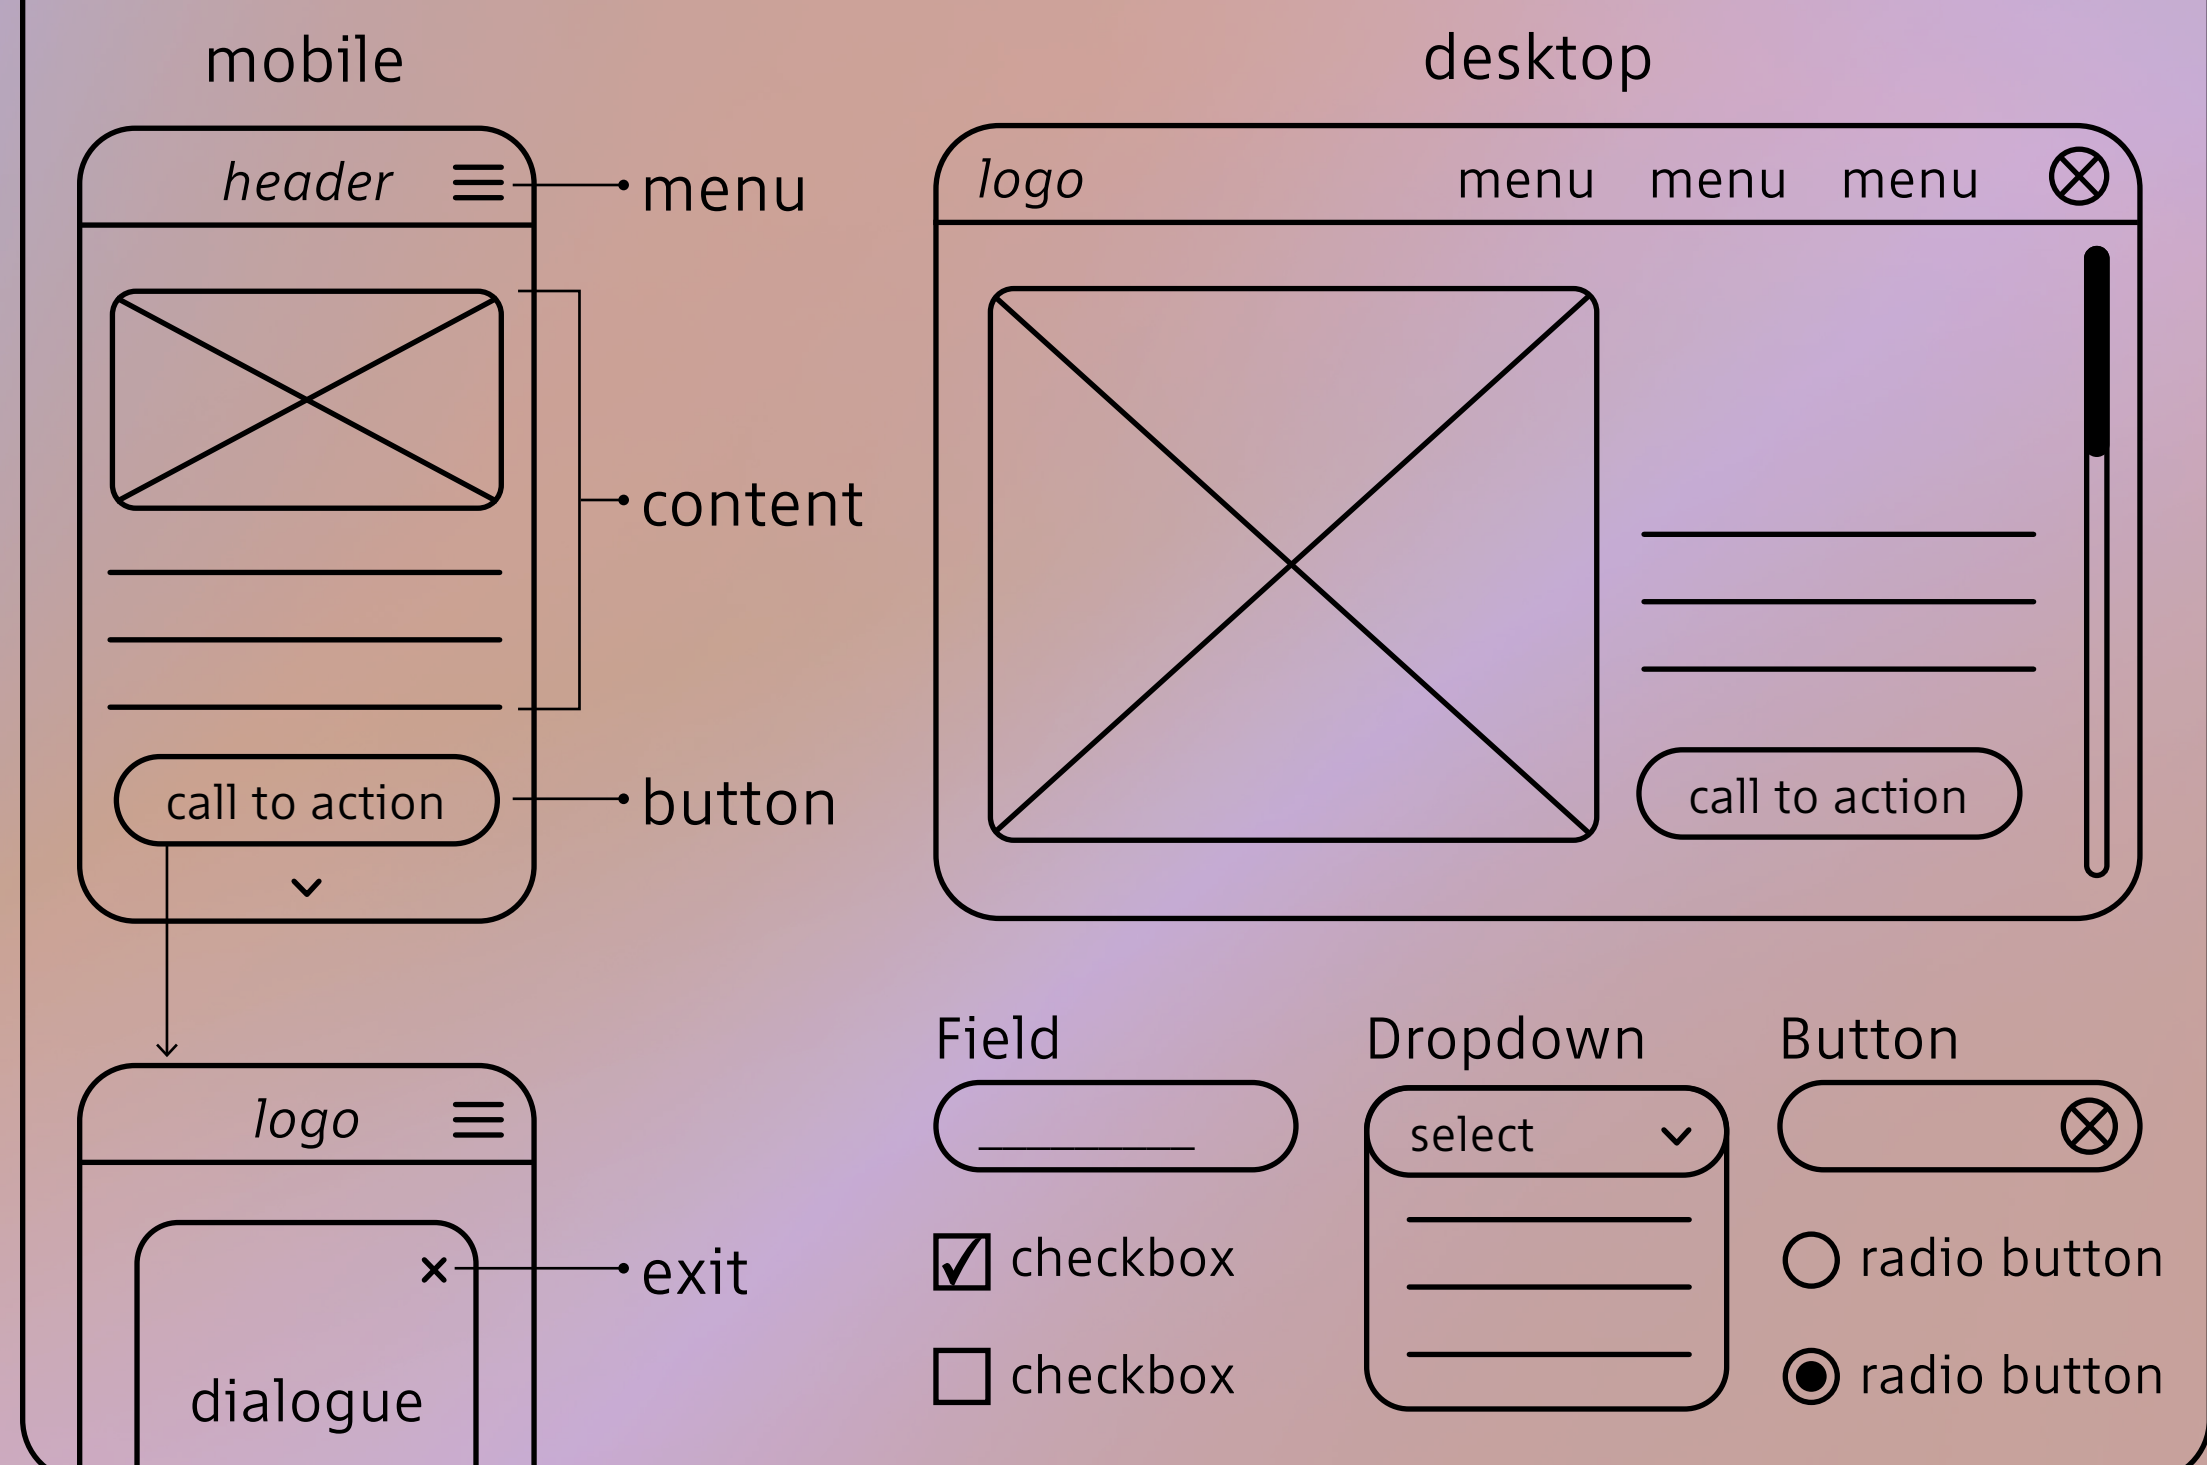 mobile
header
menu
content
call to action
button
logo
exit
dialogue
desktop
logo menu menu menu
call to action
Field
checkbox
checkbox
Dropdown
select
Button
radio button
radio button